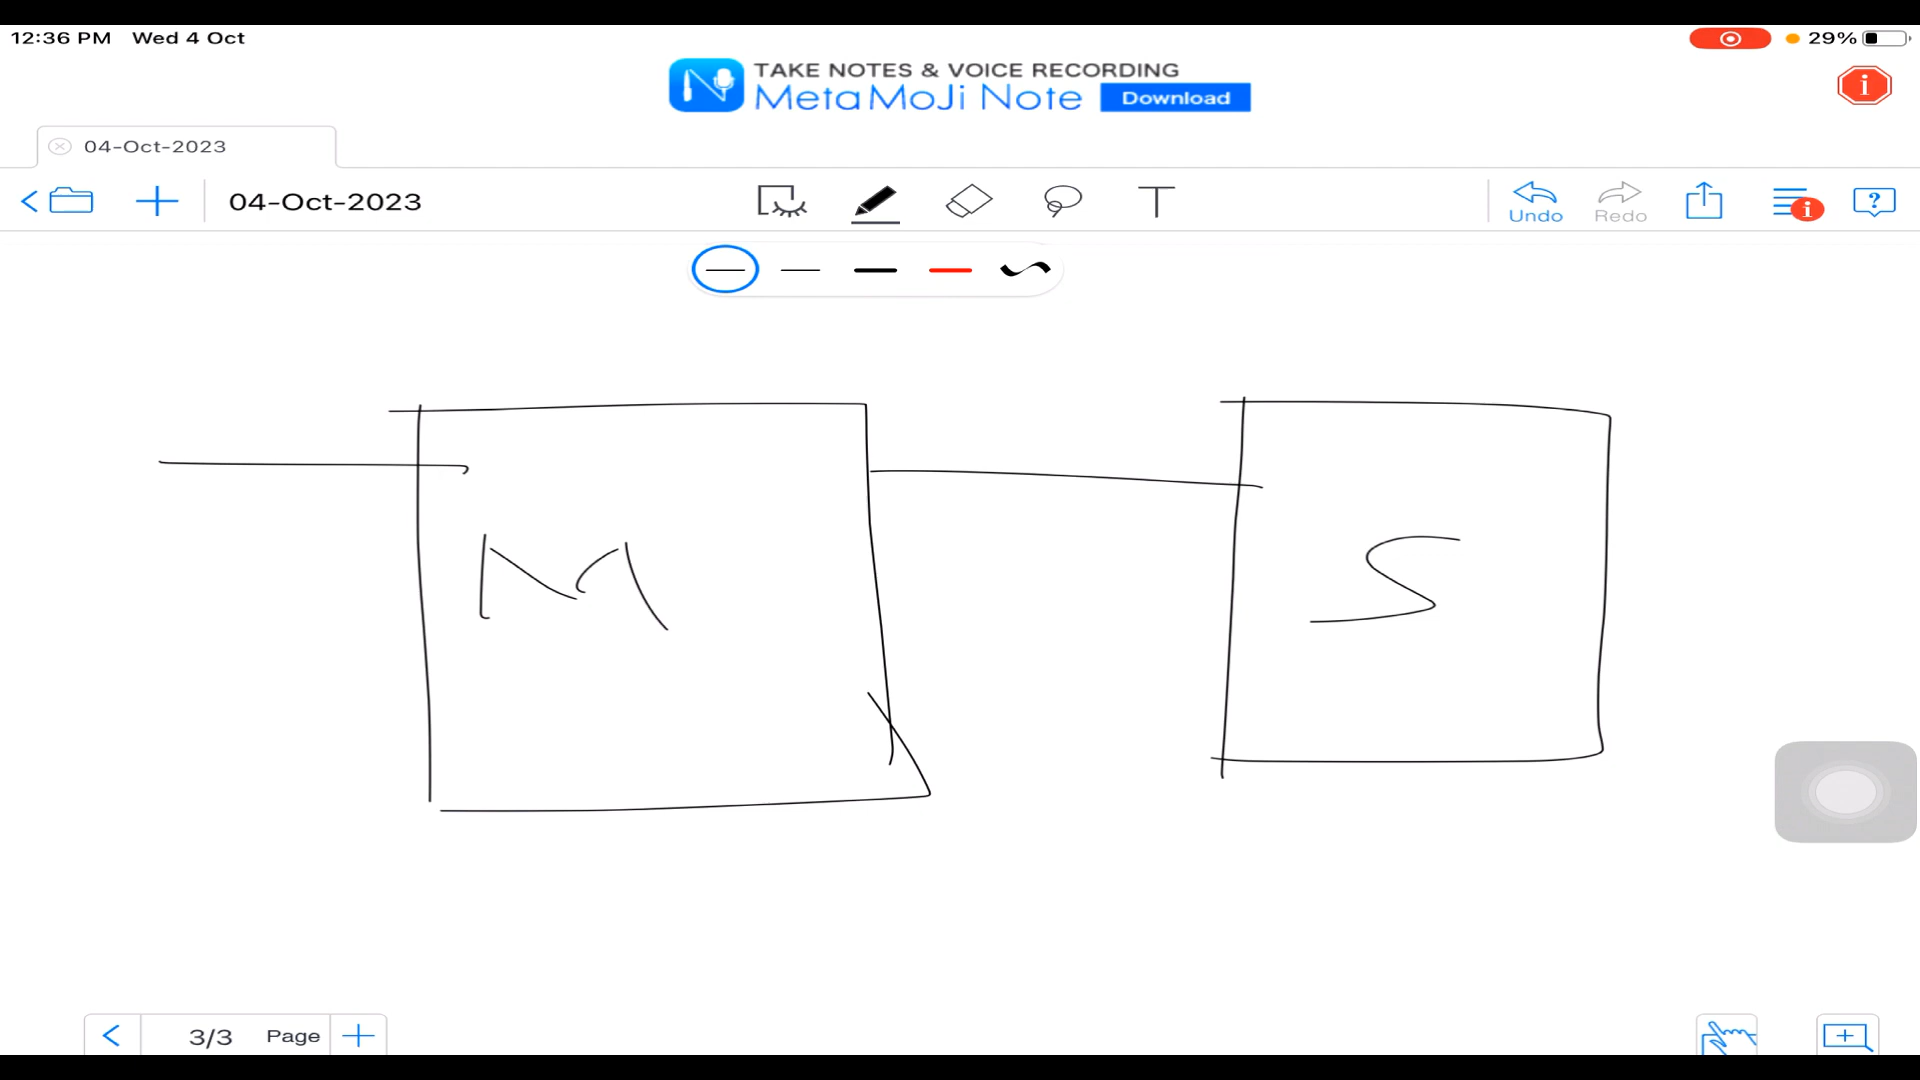 12:36 PM Wed 4 Oct
29%
TAKE NOTES & VOICE RECORDING
MetaMoJi Note Download
04-Oct-2023
04-Oct-2023
T
Undo Redo
M S
3/3 Page